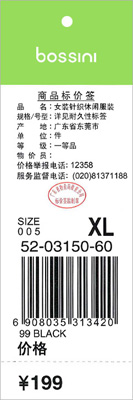 bossini
商品标价签
品名：女装针织休闲服装
规格/号型：详见耐久性标签
产地：广东省东莞市
单位：件
等级：一等品
物价员：
价格举报电话：12358
服务监督电话：(020)81371188
SIZE
005
XL
52-03150-60
6 908035 313420
99 BLACK
价格
¥199